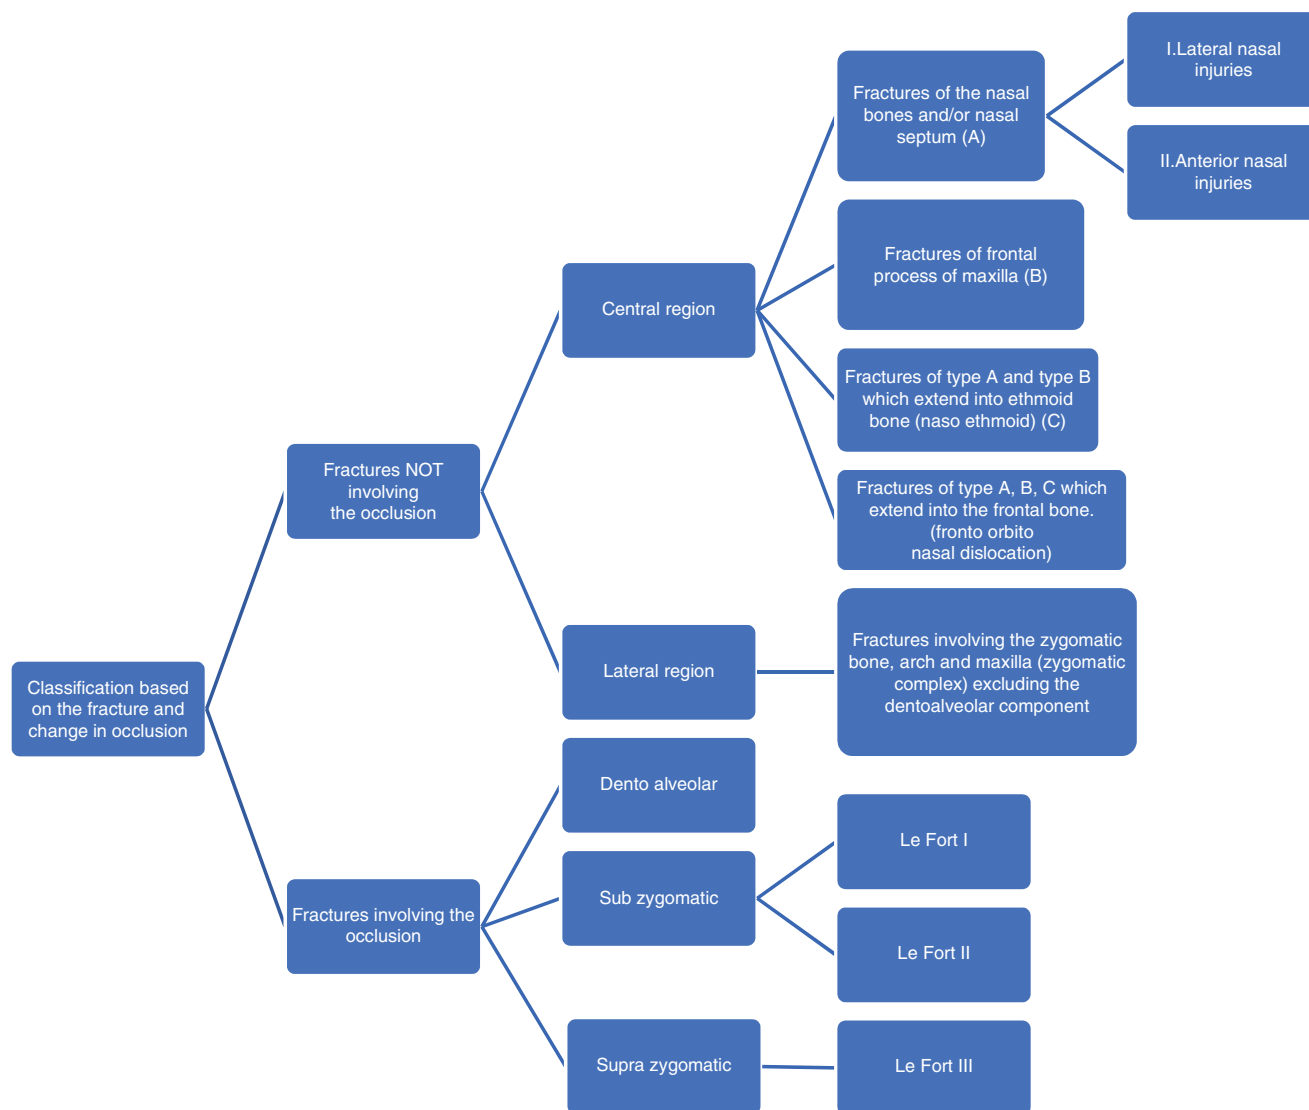 Classification based
on the fracture and
change in occlusion
Fractures NOT
involving
the occlusion
Central region
Fractures of the nasal
bones and/or nasal
septum (A)
I.Lateral nasal
injuries
II.Anterior nasal
injuries
Fractures of frontal
process of maxilla (B)
Fractures of type A and type B
which extend into ethmoid
bone (naso ethmoid) (C)
Fractures of type A, B, C which
extend into the frontal bone.
(fronto orbito
nasal dislocation)
Lateral region
Fractures involving the zygomatic
bone, arch and maxilla (zygomatic
complex) excluding the
dentoalveolar component
Fractures involving the
occlusion
Dento alveolar
Sub zygomatic
Le Fort I
Le Fort II
Supra zygomatic
Le Fort III